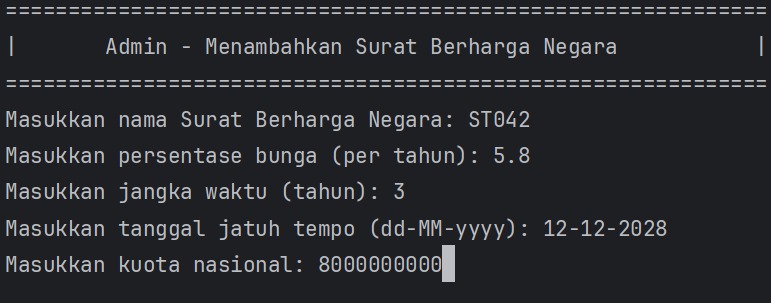 =============================================================
|       Admin - Menambahkan Surat Berharga Negara           |
=============================================================
Masukkan nama Surat Berharga Negara: ST042
Masukkan persentase bunga (per tahun): 5.8
Masukkan jangka waktu (tahun): 3
Masukkan tanggal jatuh tempo (dd-MM-yyyy): 12-12-2028
Masukkan kuota nasional: 8000000000